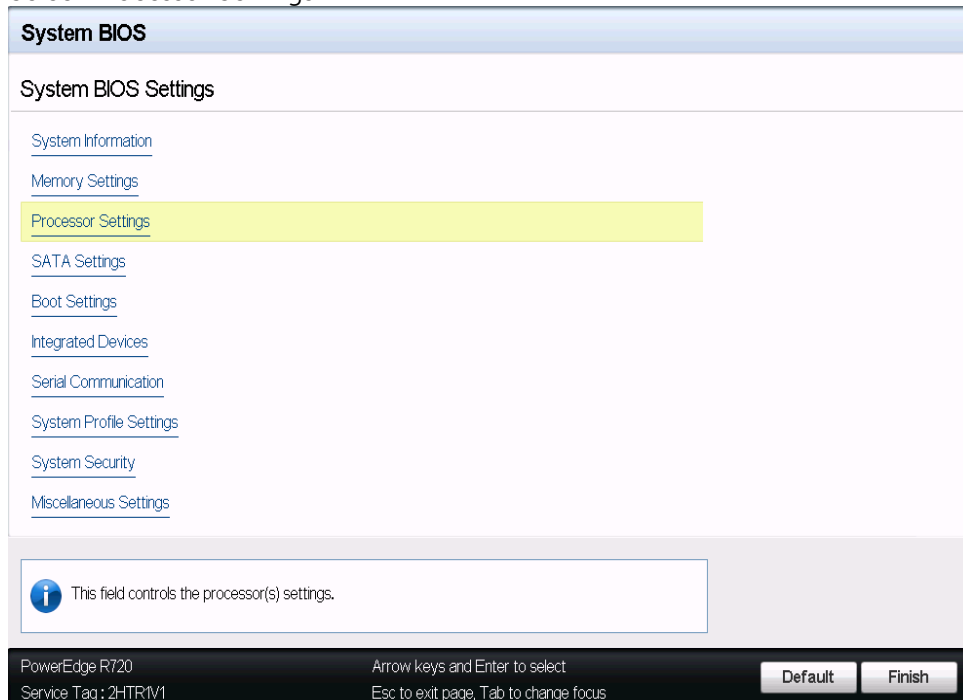 System BIOS
System BIOS Settings
System Information
Memory Settings
Processor Settings
SATA Settings
Boot Settings
Integrated Devices
Serial Communication
System Profile Settings
System Security
Miscellaneous Settings
This field controls the processor(s) settings.
PowerEdge R720
Arrow keys and Enter to select
Service Tag : 2HTR1V1
Esc to exit page, Tab to change focus
Default
Finish